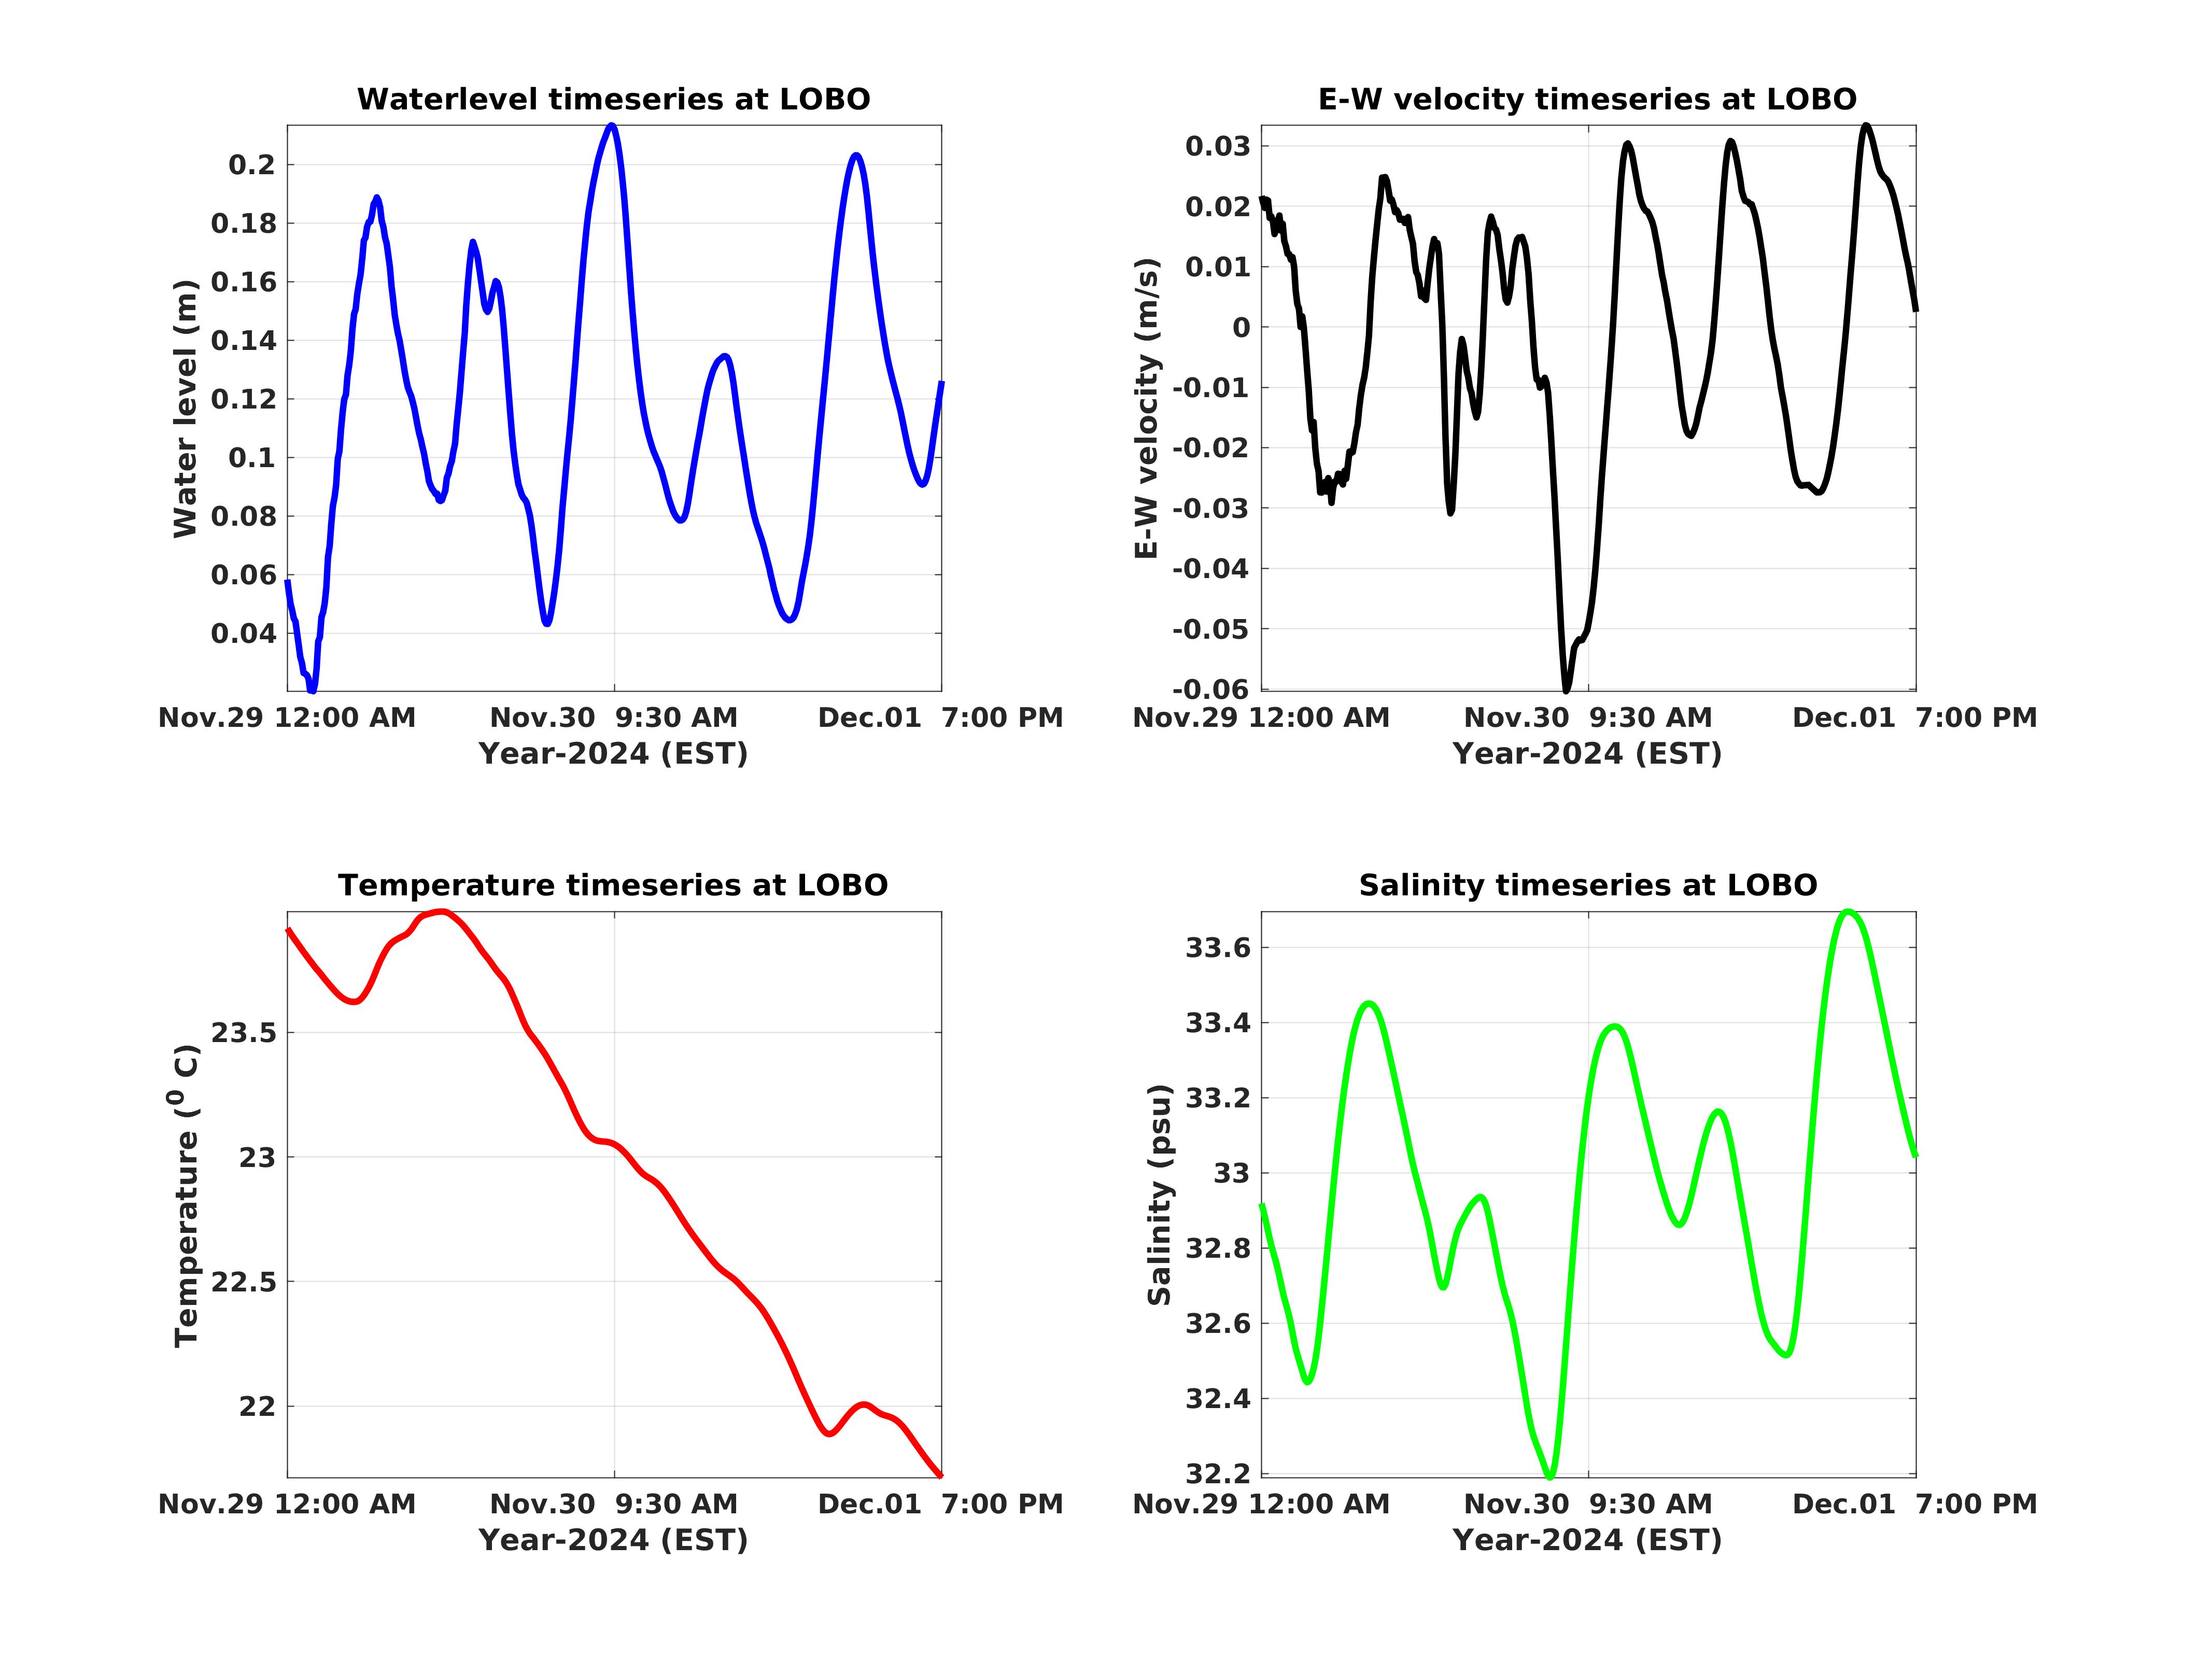 Waterlevel timeseries at LOBO
Water level (m)
0.2
0.18
0.16
0.14
0.12
0.1
0.08
0.06
0.04
Nov.29 12:00 AM Nov.30 9:30 AM Dec.01 7:00 PM
Year-2024 (EST)
E-W velocity timeseries at LOBO
E-W velocity (m/s)
0.03
0.02
0.01
0
-0.01
-0.02
-0.03
-0.04
-0.05
-0.06
Nov.29 12:00 AM Nov.30 9:30 AM Dec.01 7:00 PM
Year-2024 (EST)
Temperature timeseries at LOBO
Temperature (⁰ C)
23.5
23
22.5
22
Nov.29 12:00 AM Nov.30 9:30 AM Dec.01 7:00 PM
Year-2024 (EST)
Salinity timeseries at LOBO
Salinity (psu)
33.6
33.4
33.2
33
32.8
32.6
32.4
32.2
Nov.29 12:00 AM Nov.30 9:30 AM Dec.01 7:00 PM
Year-2024 (EST)